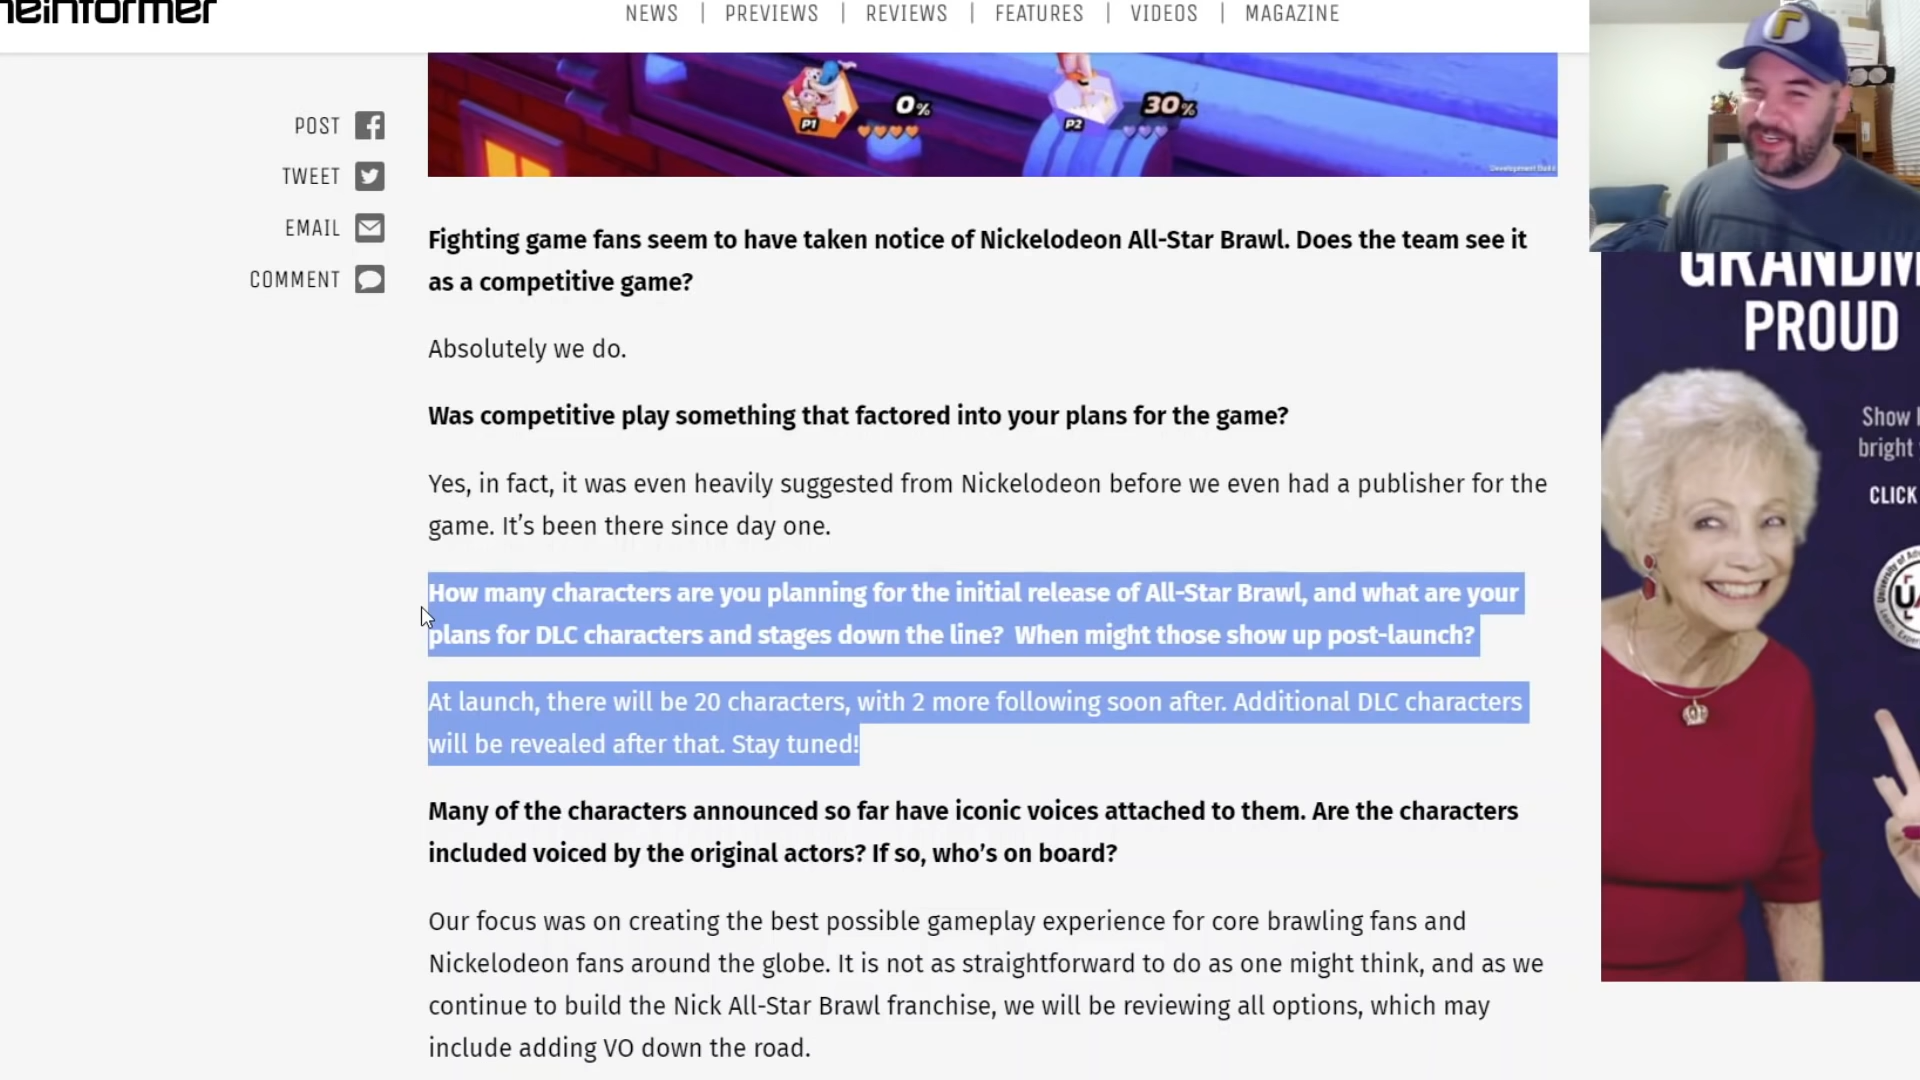 neinformer
NEWS | PREVIEWS | REVIEWS | FEATURES | VIDEOS | MAGAZINE
POST
TWEET
EMAIL
COMMENT
P1
0%
P2
30%
Development Build
Fighting game fans seem to have taken notice of Nickelodeon All-Star Brawl. Does the team see it
as a competitive game?
Absolutely we do.
Was competitive play something that factored into your plans for the game?
Yes, in fact, it was even heavily suggested from Nickelodeon before we even had a publisher for the
game. It’s been there since day one.
How many characters are you planning for the initial release of All-Star Brawl, and what are your
plans for DLC characters and stages down the line?  When might those show up post-launch?
At launch, there will be 20 characters, with 2 more following soon after. Additional DLC characters
will be revealed after that. Stay tuned!
Many of the characters announced so far have iconic voices attached to them. Are the characters
included voiced by the original actors? If so, who’s on board?
Our focus was on creating the best possible gameplay experience for core brawling fans and
Nickelodeon fans around the globe. It is not as straightforward to do as one might think, and as we
continue to build the Nick All-Star Brawl franchise, we will be reviewing all options, which may
include adding VO down the road.
GRANDM
PROUD
Show
bright
CLICK